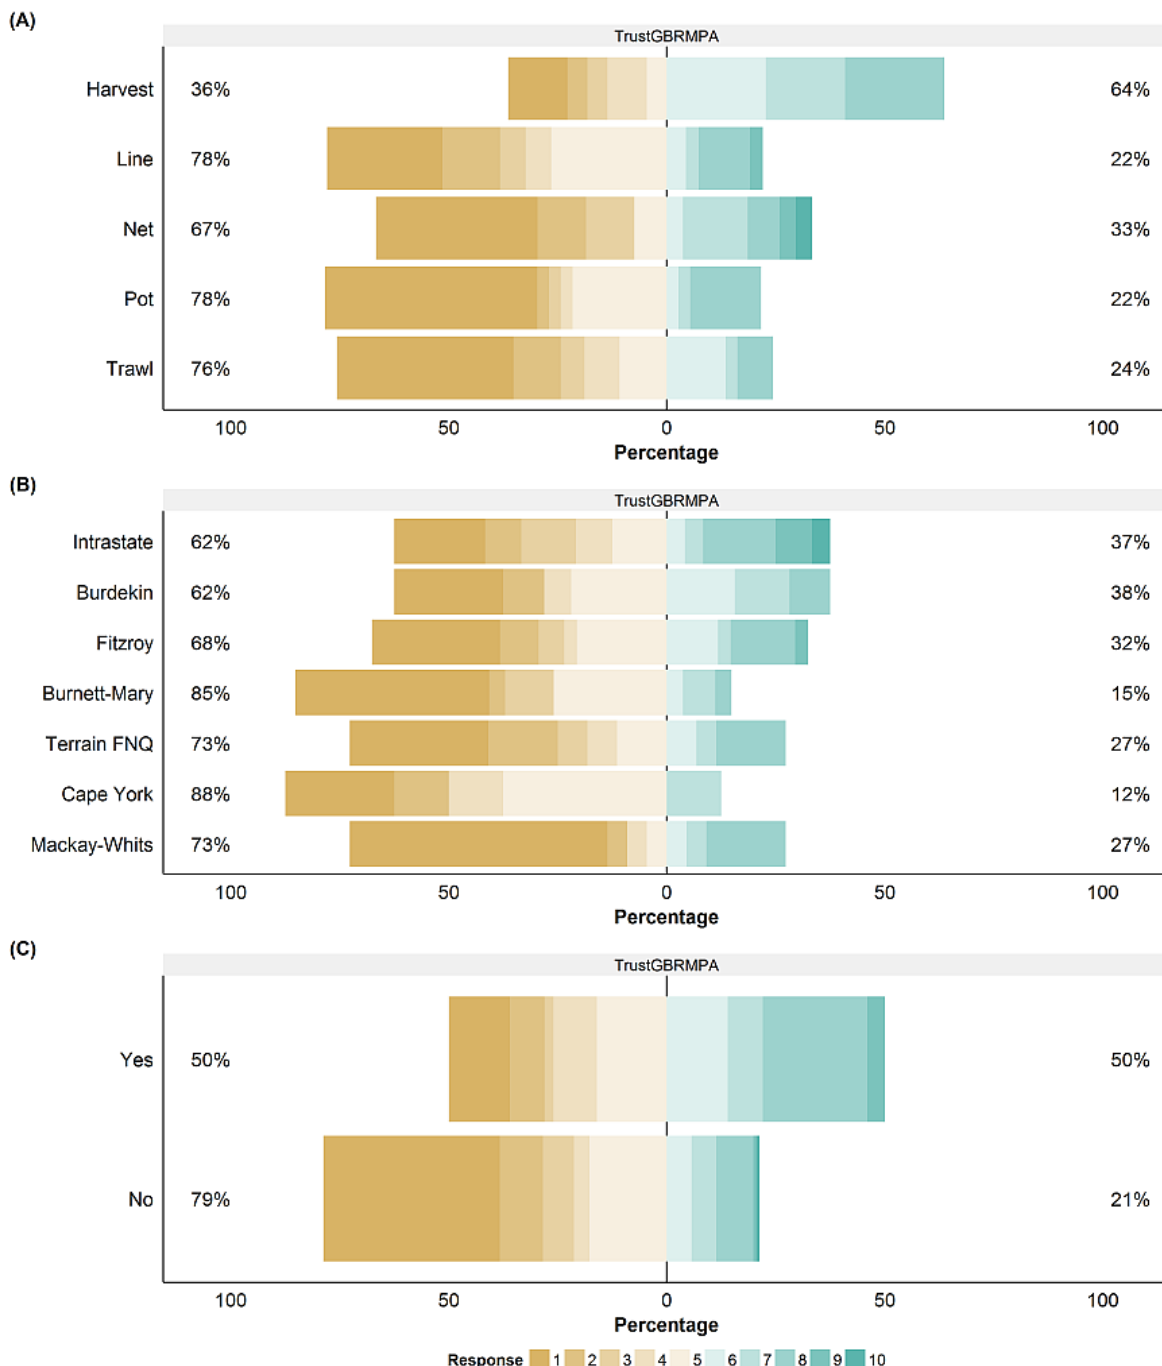 (A)
TrustGBRMPA
Harvest 36% 64%
Line 78% 22%
Net 67% 33%
Pot 78% 22%
Trawl 76% 24%
100 50 0 50 100
Percentage
(B)
TrustGBRMPA
Intrastate 62% 37%
Burdekin 62% 38%
Fitzroy 68% 32%
Burnett-Mary 85% 15%
Terrain FNQ 73% 27%
Cape York 88% 12%
Mackay-Whits 73% 27%
100 50 0 50 100
Percentage
(C)
TrustGBRMPA
Yes 50% 50%
No 79% 21%
100 50 0 50 100
Percentage
Response 1 2 3 4 5 6 7 8 9 10